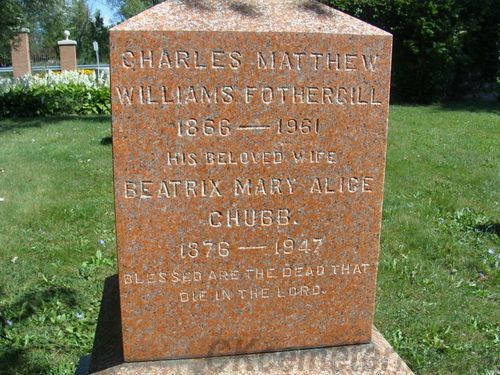 CHARLES MATTHEW
WILLIAMS FOTHERGILL
1866 — 1961
HIS BELOVED WIFE
BEATRIX MARY ALICE
CHUBB.
1876 — 1947
BLESSED ARE THE DEAD THAT
DIE IN THE LORD.